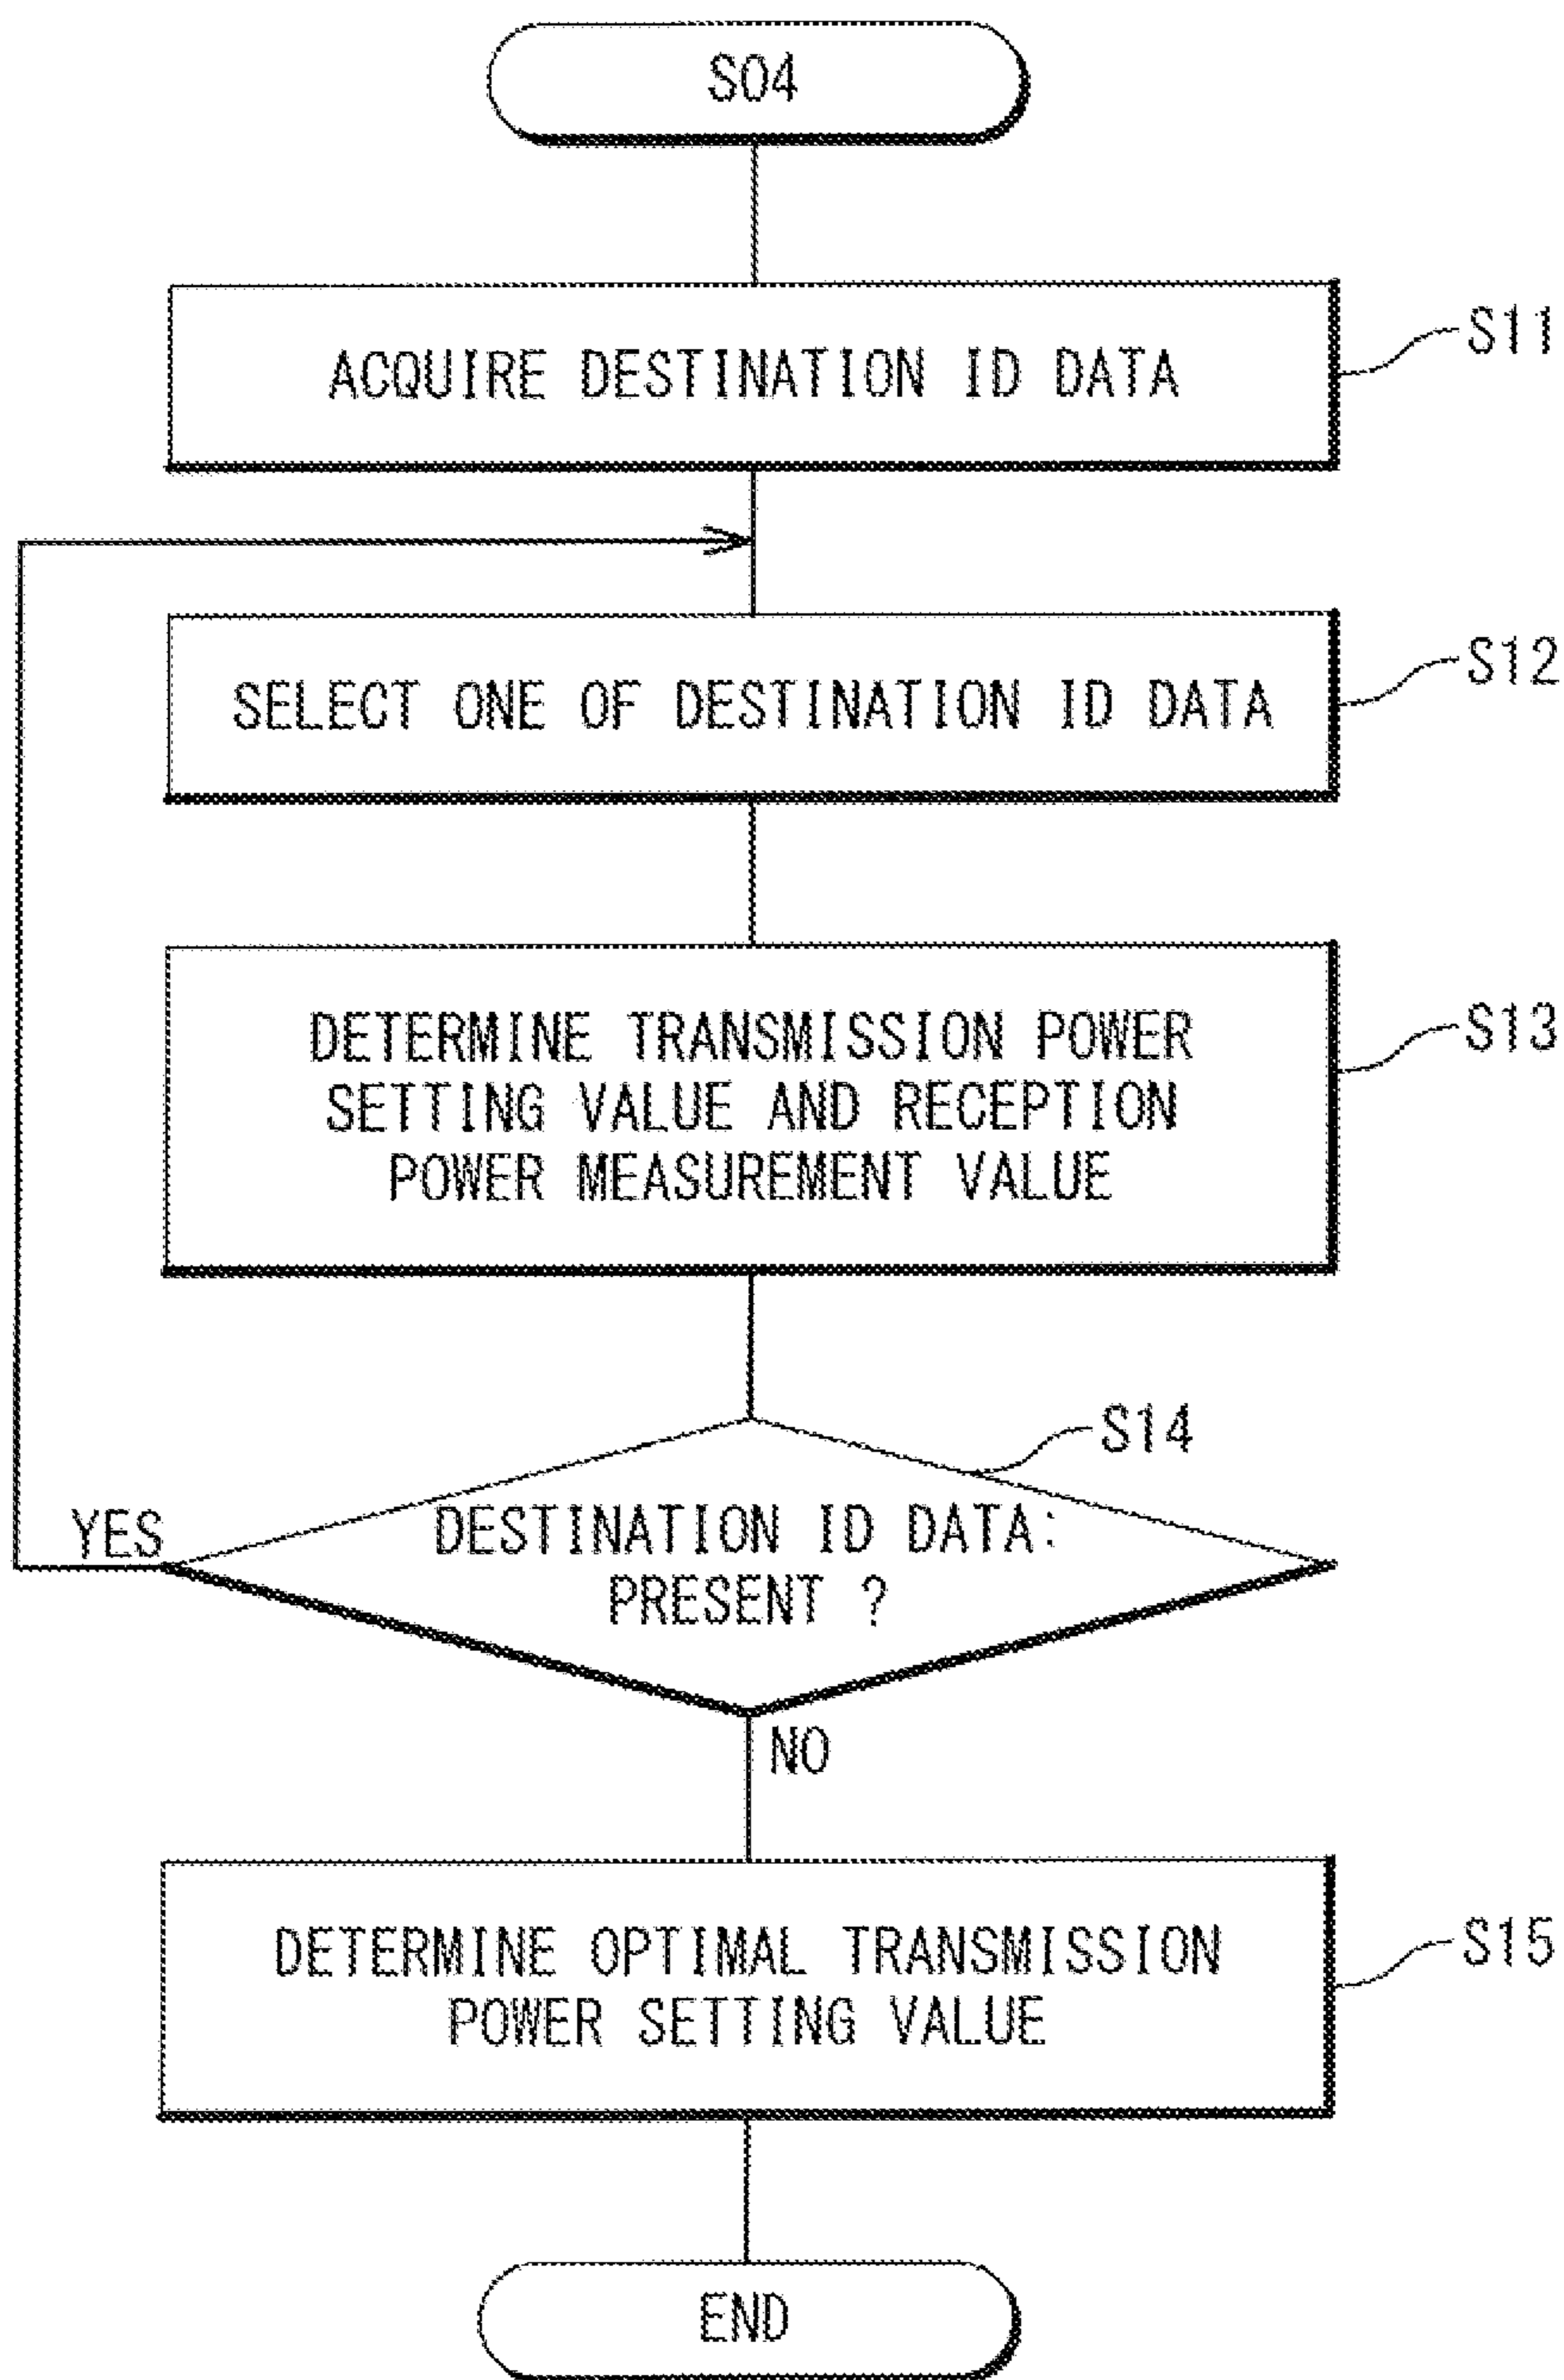 S04
ACQUIRE DESTINATION ID DATA
S11
SELECT ONE OF DESTINATION ID DATA
S12
DETERMINE TRANSMISSION POWER
SETTING VALUE AND RECEPTION
POWER MEASUREMENT VALUE
S13
S14
DESTINATION ID DATA:
PRESENT ?
YES
NO
DETERMINE OPTIMAL TRANSMISSION
POWER SETTING VALUE
S15
END